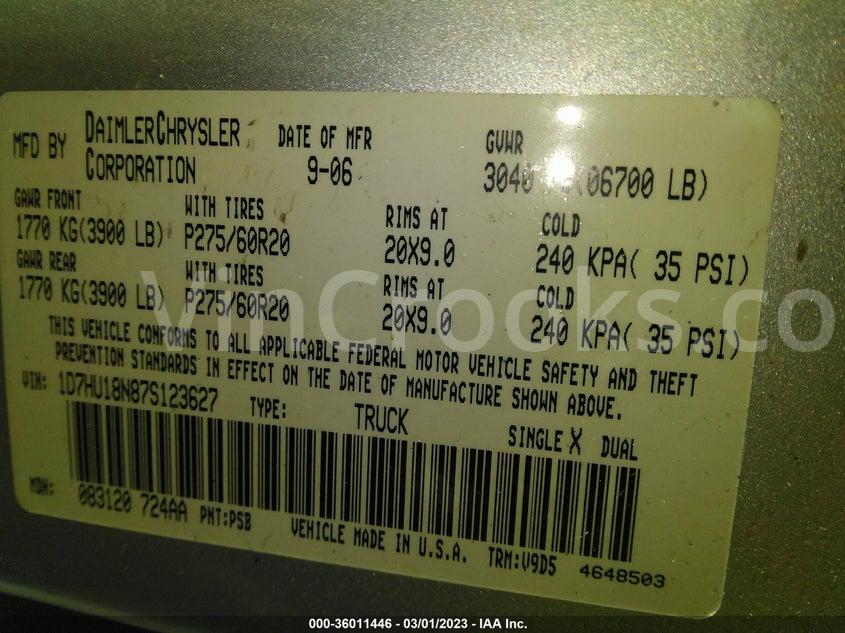 MFD BY DAIMLERCHRYSLER CORPORATION DATE OF MFR 9-06 GVWR 3040 (06700 LB)
GAWR FRONT WITH TIRES RIMS AT COLD
1770 KG(3900 LB) P275/60R20 20X9.0 240 KPA( 35 PSI)
GAWR REAR WITH TIRES RIMS AT COLD
1770 KG(3900 LB) P275/60R20 20X9.0 240 KPA( 35 PSI)
THIS VEHICLE CONFORMS TO ALL APPLICABLE FEDERAL MOTOR VEHICLE SAFETY AND THEFT
PREVENTION STANDARDS IN EFFECT ON THE DATE OF MANUFACTURE SHOWN ABOVE.
VIN: 1D7HU18N87S123627 TYPE: TRUCK SINGLE X DUAL
MDH: 083120 724AA PNT:PSB VEHICLE MADE IN U.S.A. TRM:V9D5 4648503
VinCrooks.co
000-36011446 - 03/01/2023 - IAA Inc.